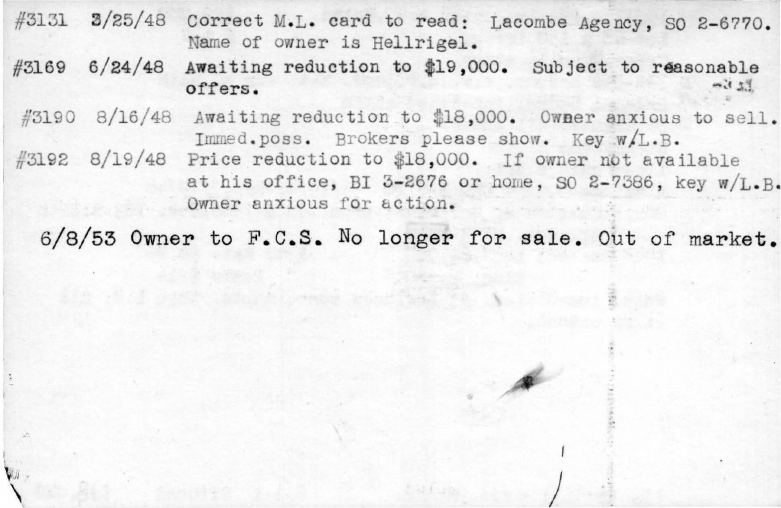 #3131 3/25/48 Correct M.L. card to read: Lacombe Agency, SO 2-6770.
Name of owner is Hellrigel.
#3169 6/24/48 Awaiting reduction to $19,000. Subject to reasonable
offers.
#3190 8/16/48 Awaiting reduction to $18,000. Owner anxious to sell.
Immed.poss. Brokers please show. Key w/L.B.
#3192 8/19/48 Price reduction to $18,000. If owner not available
at his office, BI 3-2676 or home, SO 2-7386, key w/L.B.
Owner anxious for action.
6/8/53 Owner to F.C.S. No longer for sale. Out of market.